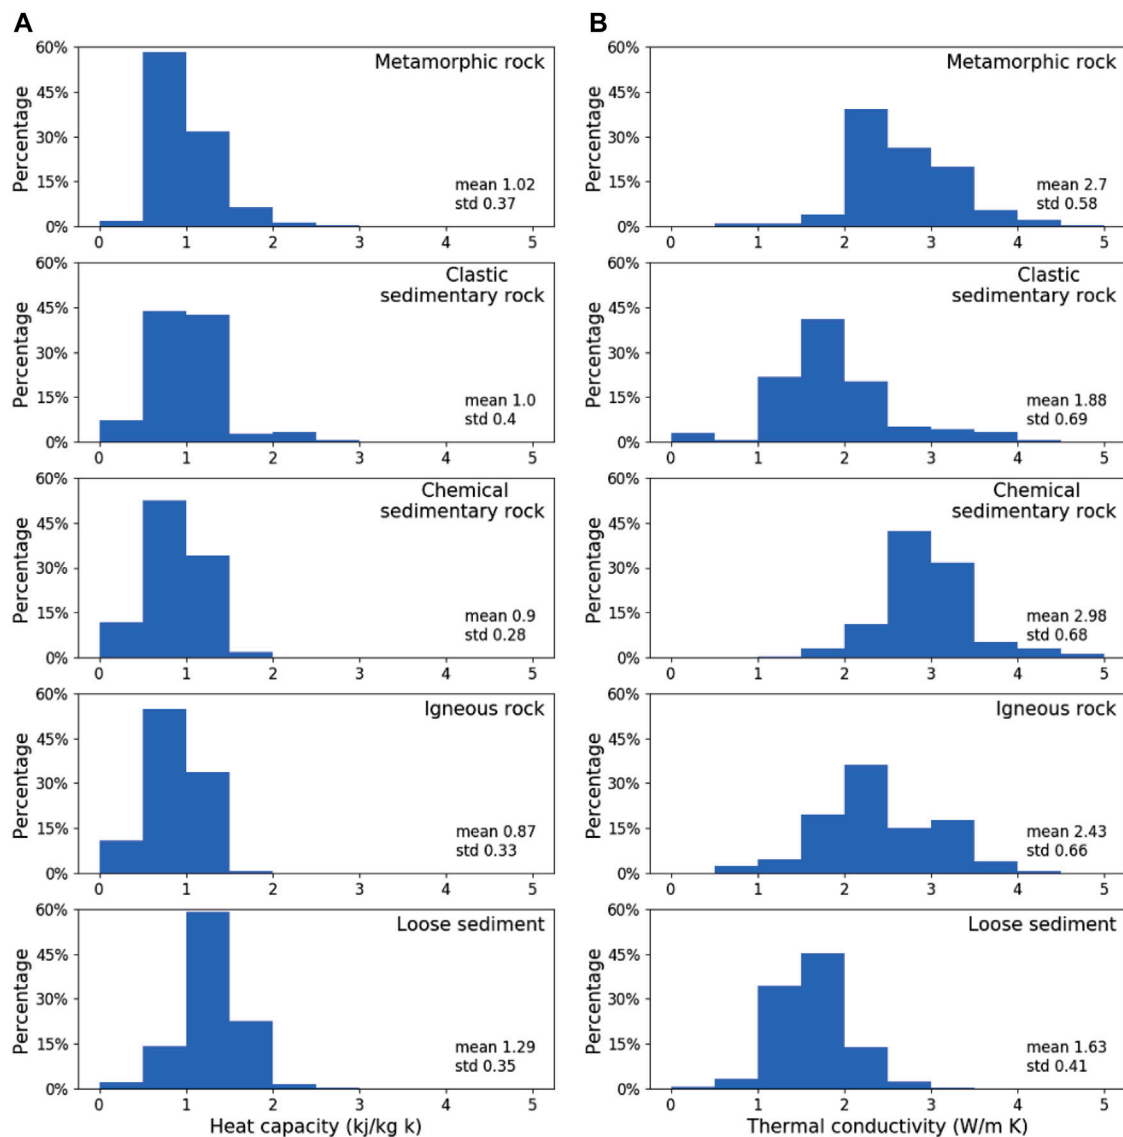 A
B
60%
45%
30%
15%
0%
Percentage
Metamorphic rock
mean 1.02
std 0.37
0 1 2 3 4 5
60%
45%
30%
15%
0%
Percentage
Metamorphic rock
mean 2.7
std 0.58
0 1 2 3 4 5
60%
45%
30%
15%
0%
Percentage
Clastic
sedimentary rock
mean 1.0
std 0.4
0 1 2 3 4 5
60%
45%
30%
15%
0%
Percentage
Clastic
sedimentary rock
mean 1.88
std 0.69
0 1 2 3 4 5
60%
45%
30%
15%
0%
Percentage
Chemical
sedimentary rock
mean 0.9
std 0.28
0 1 2 3 4 5
60%
45%
30%
15%
0%
Percentage
Chemical
sedimentary rock
mean 2.98
std 0.68
0 1 2 3 4 5
60%
45%
30%
15%
0%
Percentage
Igneous rock
mean 0.87
std 0.33
0 1 2 3 4 5
60%
45%
30%
15%
0%
Percentage
Igneous rock
mean 2.43
std 0.66
0 1 2 3 4 5
60%
45%
30%
15%
0%
Percentage
Loose sediment
mean 1.29
std 0.35
0 1 2 3 4 5
Heat capacity (kj/kg k)
60%
45%
30%
15%
0%
Percentage
Loose sediment
mean 1.63
std 0.41
0 1 2 3 4 5
Thermal conductivity (W/m K)